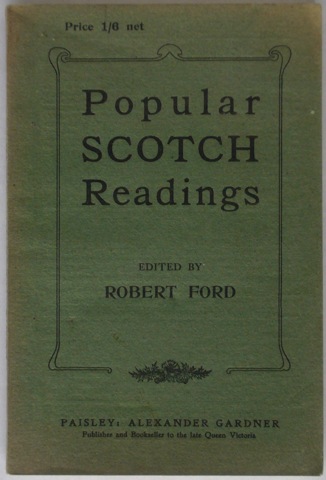 Price 1/6 net
Popular
SCOTCH
Readings
EDITED BY
ROBERT FORD
PAISLEY: ALEXANDER GARDNER
Publisher and Bookseller to the late Queen Victoria